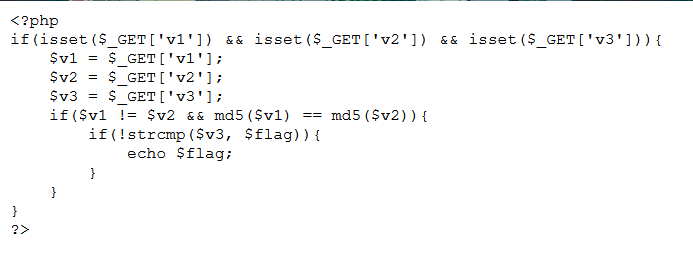 <?php
if(isset($_GET['v1']) && isset($_GET['v2']) && isset($_GET['v3'])){
    $v1 = $_GET['v1'];
    $v2 = $_GET['v2'];
    $v3 = $_GET['v3'];
    if($v1 != $v2 && md5($v1) == md5($v2)){
        if(!strcmp($v3, $flag)){
            echo $flag;
        }
    }
}
?>